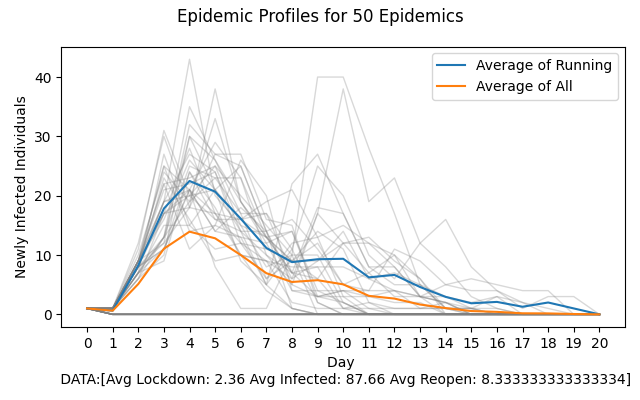 Epidemic Profiles for 50 Epidemics
Newly Infected Individuals
40
30
20
10
0
Average of Running
Average of All
0 1 2 3 4 5 6 7 8 9 10 11 12 13 14 15 16 17 18 19 20
Day
DATA:[Avg Lockdown: 2.36 Avg Infected: 87.66 Avg Reopen: 8.333333333333334]